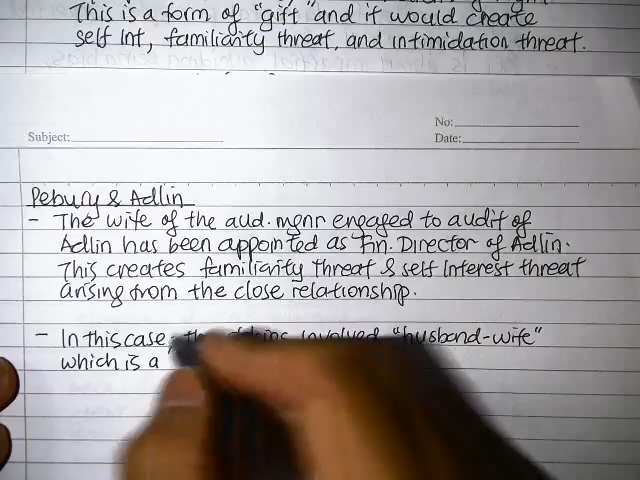 This is a form of "gift" and it would create
self Int, familiarity threat, and intimidation threat.
No:
Subject: Date:
Pebury & Adlin
- The wife of the aud. mgnr engaged to audit of
Adlin has been appointed as Fin. Director of Adlin.
This creates familiarity threat & self Interest threat
arising from the close relationship.
- In this case, involved "husband-wife"
which is a